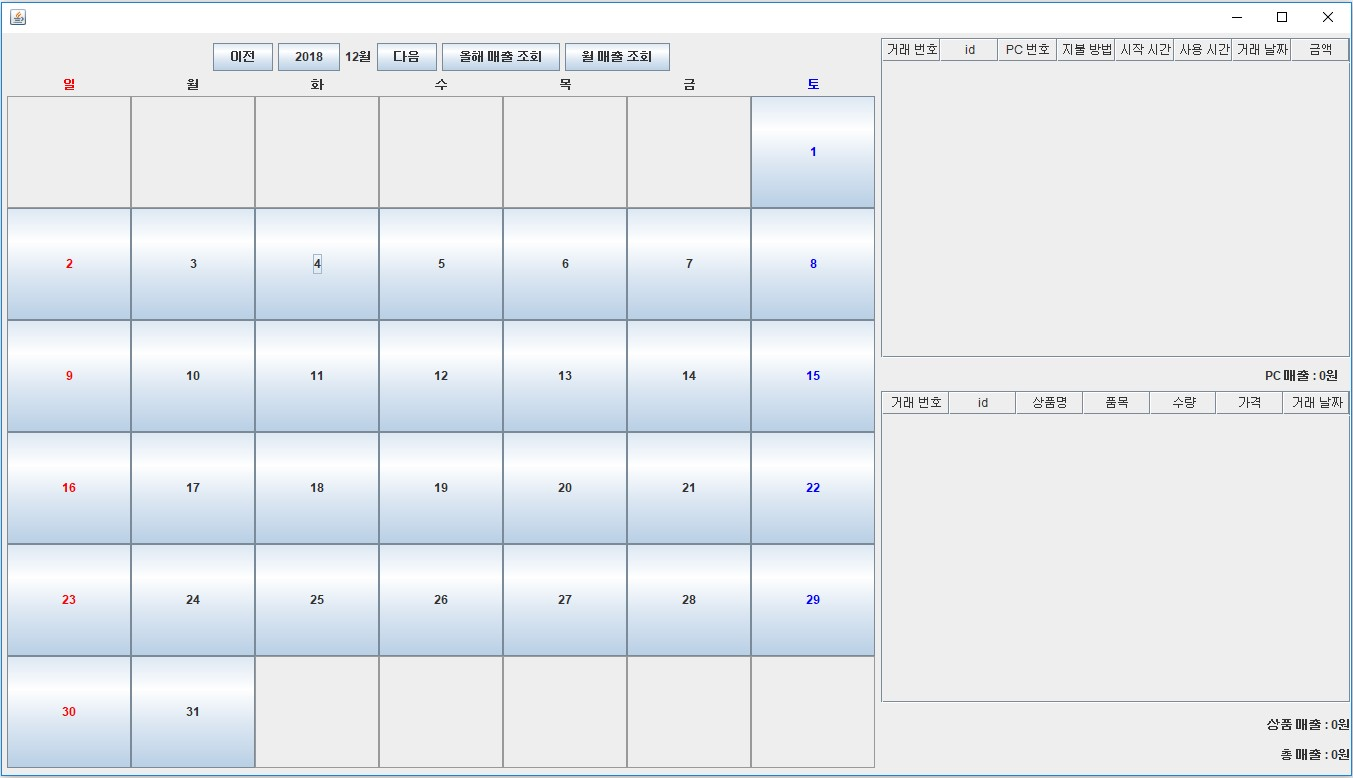 이전 2018 12월 다음 올해 매출 조회 월 매출 조회
일 월 화 수 목 금 토
1
2 3 4 5 6 7 8
9 10 11 12 13 14 15
16 17 18 19 20 21 22
23 24 25 26 27 28 29
30 31
거래 번호 id PC 번호 지불 방법 시작 시간 사용 시간 거래 날짜 금액
PC 매출 : 0원
거래 번호 id 상품명 품목 수량 가격 거래 날짜
상품 매출 : 0원
총 매출 : 0원